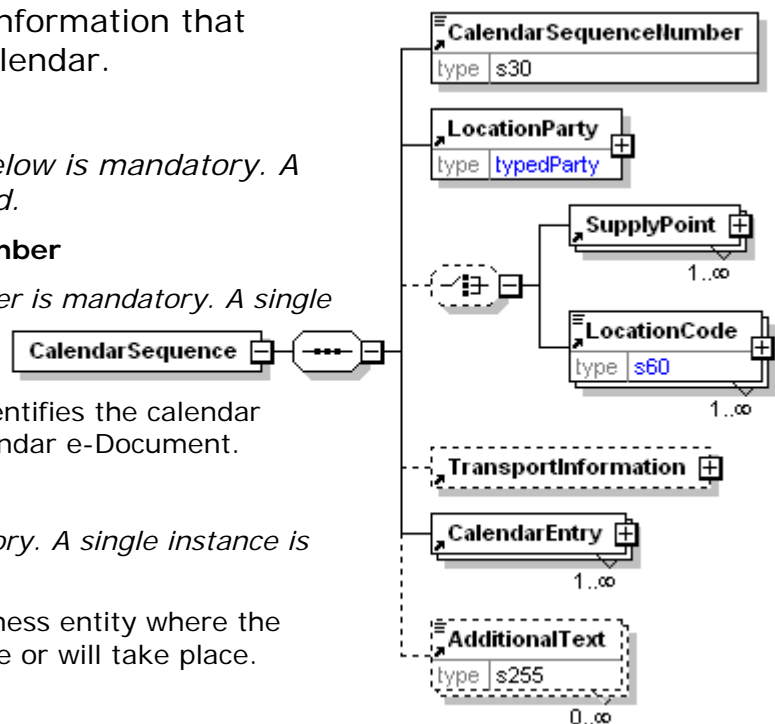 nformation that
lendar.
elow is mandatory. A
d.
nber
er is mandatory. A single
entifies the calendar
ndar e-Document.
ory. A single instance is
ness entity where the
e or will take place.
CalendarSequence
CalendarSequenceNumber
type s30
LocationParty
type typedParty
SupplyPoint
1..∞
LocationCode
type s60
1..∞
TransportInformation
CalendarEntry
1..∞
AdditionalText
type s255
0..∞